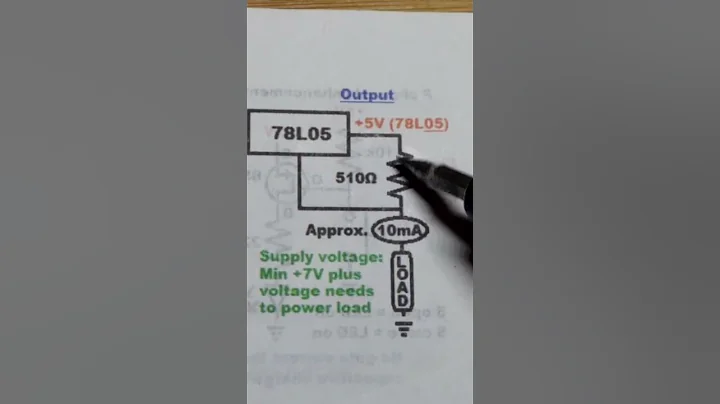 Output
+5V (78L05)
78L05
510Ω
Approx. 10mA
Supply voltage:
Min +7V plus
voltage needs
to power load
LOAD